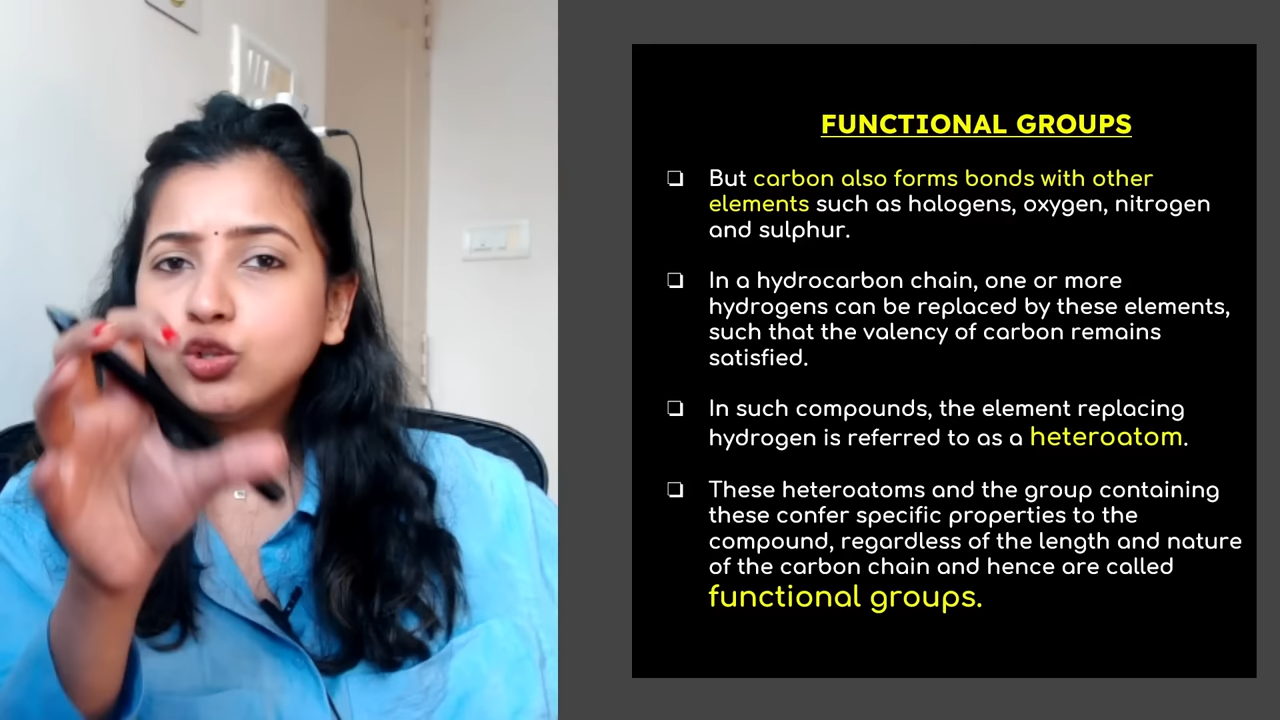 FUNCTIONAL GROUPS
❏ But carbon also forms bonds with other
elements such as halogens, oxygen, nitrogen
and sulphur.
❏ In a hydrocarbon chain, one or more
hydrogens can be replaced by these elements,
such that the valency of carbon remains
satisfied.
❏ In such compounds, the element replacing
hydrogen is referred to as a heteroatom.
❏ These heteroatoms and the group containing
these confer specific properties to the
compound, regardless of the length and nature
of the carbon chain and hence are called
functional groups.